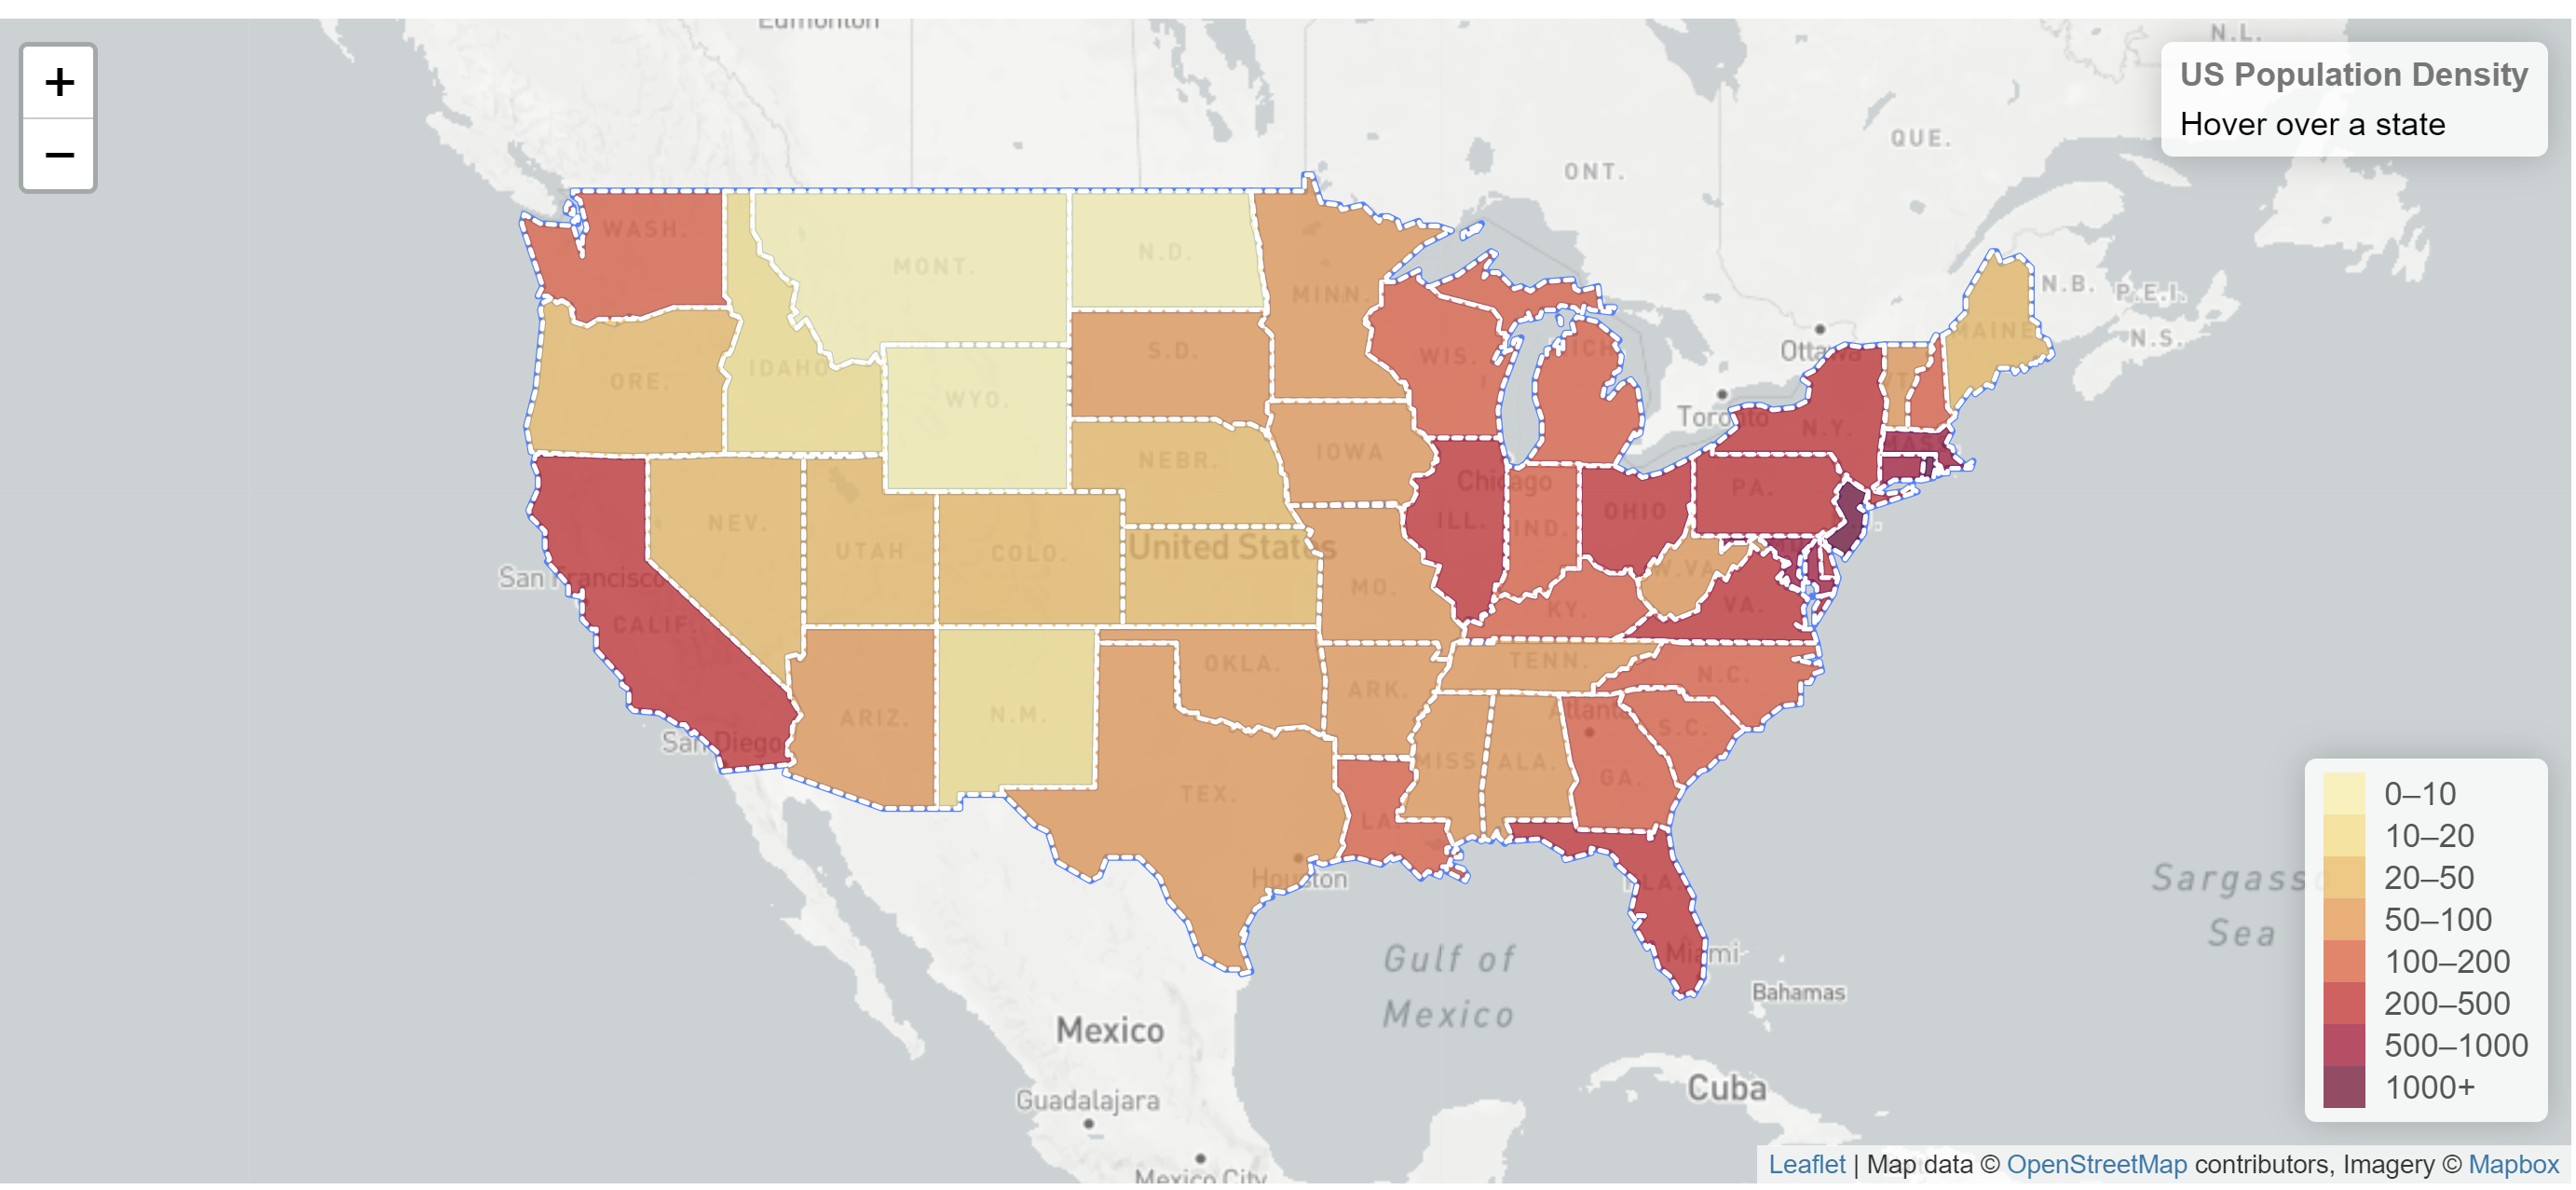 Edmonton
N.L.
+
US Population Density
Hover over a state
−
QUE.
ONT.
WASH.
N.D.
MONT.
N.B.
P.E.I.
MINN.
MAINE
N.S.
S.D.
Ottawa
WIS.
MICH
IDAHO
ORE.
VT.
WYO.
Toronto
N.Y.
MASS.
IOWA
NEBR.
Chicago
PA.
OHIO
ILL.
NEV.
IND.
United States
UTAH
COLO.
W.VA.
San Francisco
MO.
VA.
KY.
CALIF.
TENN.
OKLA.
N.C.
ARK.
Atlanta
N.M.
ARIZ.
S.C.
San Diego
MISS
ALA.
GA.
TEX.
LA.
0–10
10–20
Houston
FLA.
Sargasso
Sea
20–50
50–100
Miami
Gulf of
Mexico
100–200
Bahamas
200–500
Mexico
500–1000
Cuba
1000+
Guadalajara
Mexico City
Leaflet | Map data © OpenStreetMap contributors, Imagery © Mapbox